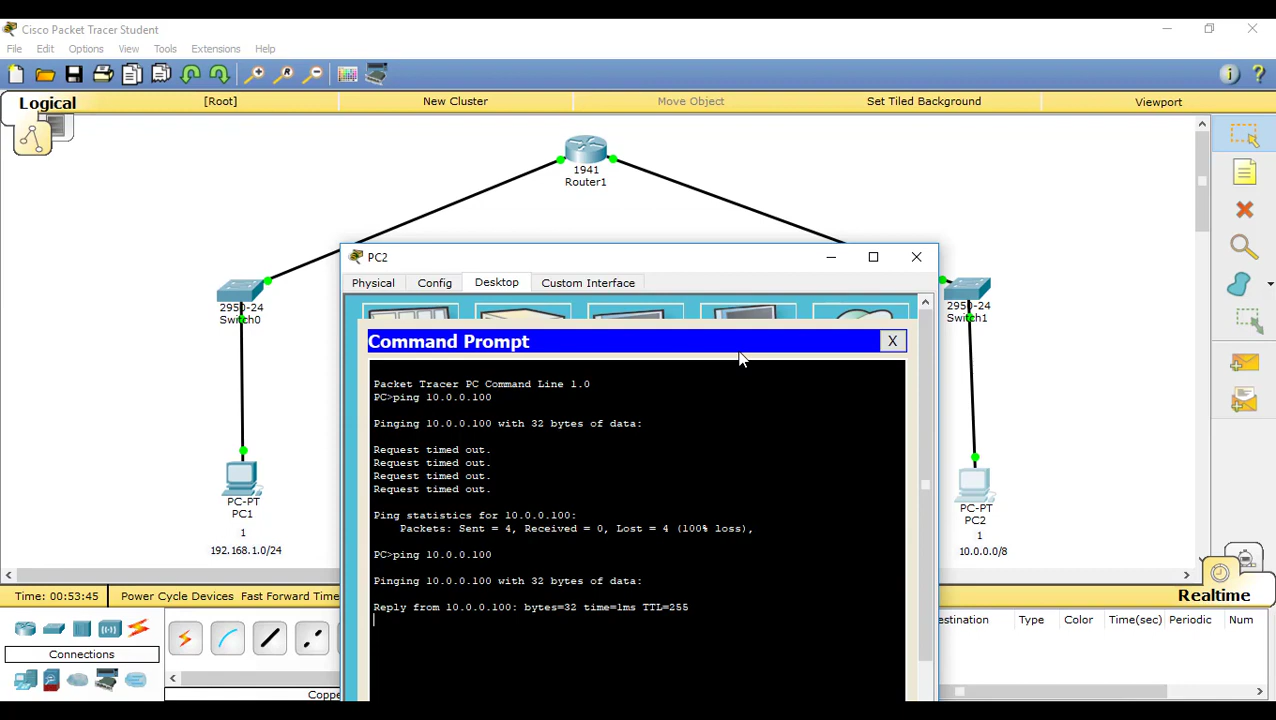 Cisco Packet Tracer Student
File Edit Options View Tools Extensions Help
Logical [Root] New Cluster Move Object Set Tiled Background Viewport
1941
Router1
2950-24
Switch0
PC-PT
PC1
1
192.168.1.0/24
2950-24
Switch1
PC-PT
PC2
1
10.0.0.0/8
PC2
Physical Config Desktop Custom Interface
Command Prompt X
Packet Tracer PC Command Line 1.0
PC>ping 10.0.0.100
Pinging 10.0.0.100 with 32 bytes of data:
Request timed out.
Request timed out.
Request timed out.
Request timed out.
Ping statistics for 10.0.0.100:
Packets: Sent = 4, Received = 0, Lost = 4 (100% loss),
PC>ping 10.0.0.100
Pinging 10.0.0.100 with 32 bytes of data:
Reply from 10.0.0.100: bytes=32 time=1ms TTL=255
Time: 00:53:45 Power Cycle Devices Fast Forward Time
Realtime
Connections
Coppe
estination Type Color Time(sec) Periodic Num